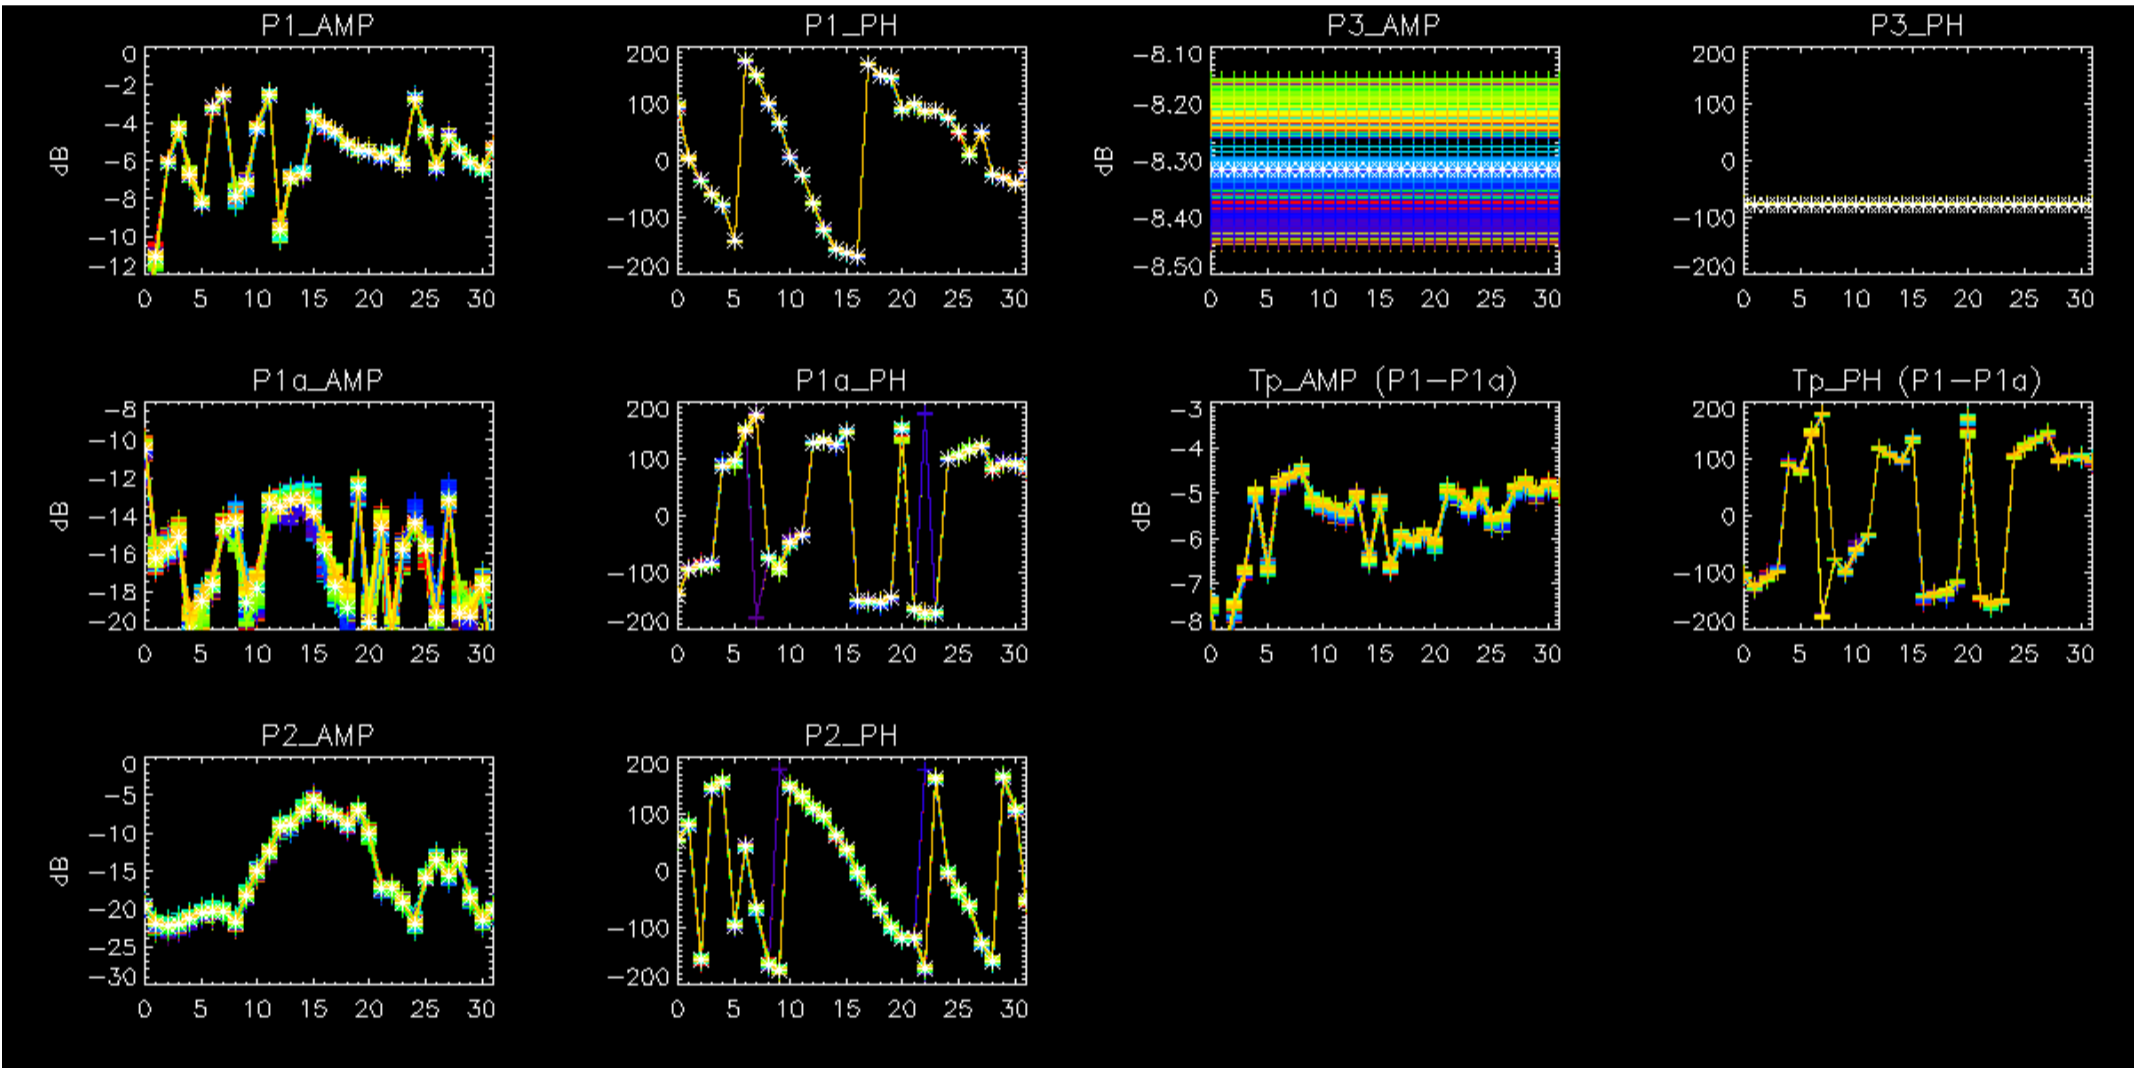 P1_AMP P1_PH P3_AMP P3_PH
0 200 -8.10 200
-2
100 -8.20 100
-4
dB -6 0 dB -8.30 0
-8
-100 -8.40 -100
-10
-12 -200 -8.50 -200
0 5 10 15 20 25 30 0 5 10 15 20 25 30 0 5 10 15 20 25 30 0 5 10 15 20 25 30
P1a_AMP P1a_PH Tp_AMP (P1-P1a) Tp_PH (P1-P1a)
-8 200 -3 200
-10
100 -4 100
-12
dB -14 0 dB -5 0
-16 -6
-100 -100
-18 -7
-20 -200 -8 -200
0 5 10 15 20 25 30 0 5 10 15 20 25 30 0 5 10 15 20 25 30 0 5 10 15 20 25 30
P2_AMP P2_PH
0 200
-5
100
-10
dB -15 0
-20
-100
-25
-30 -200
0 5 10 15 20 25 30 0 5 10 15 20 25 30